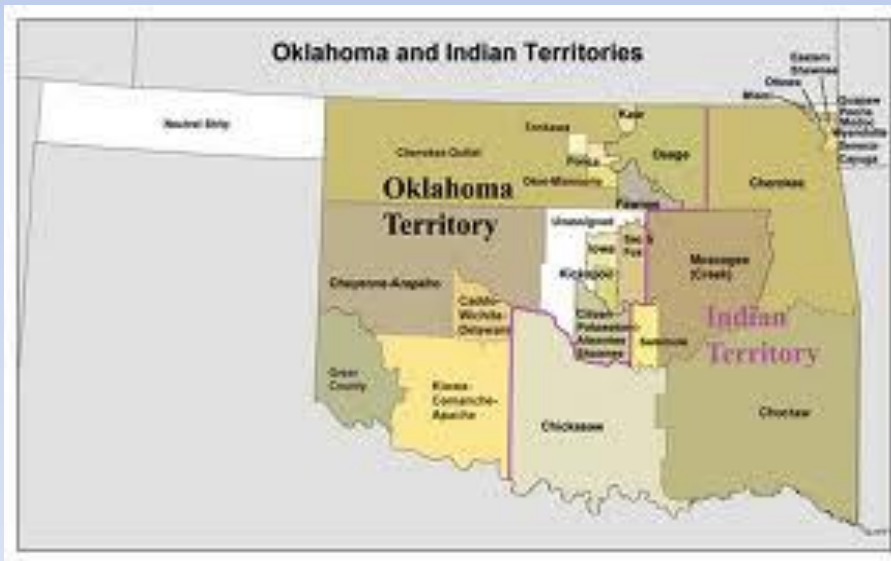 Oklahoma and Indian Territories
Eastern
Shawnee
Ottawa
Miami
Quapaw
Peoria
Modoc
Wyandotte
Seneca
Cayuga
Neutral Strip
Kaw
Tonkawa
Cherokee Outlet
Ponca
Osage
Otoe-Missouria
Cherokee
Pawnee
Oklahoma
Territory
Unassigned
Iowa
Sac &
Fox
Muscogee
(Creek)
Kickapoo
Cheyenne-Arapaho
Caddo-
Wichita-
Delaware
Citizen
Potawatomi-
Absentee
Shawnee
Seminole
Indian
Territory
Greer
County
Kiowa-
Comanche-
Apache
Chickasaw
Choctaw